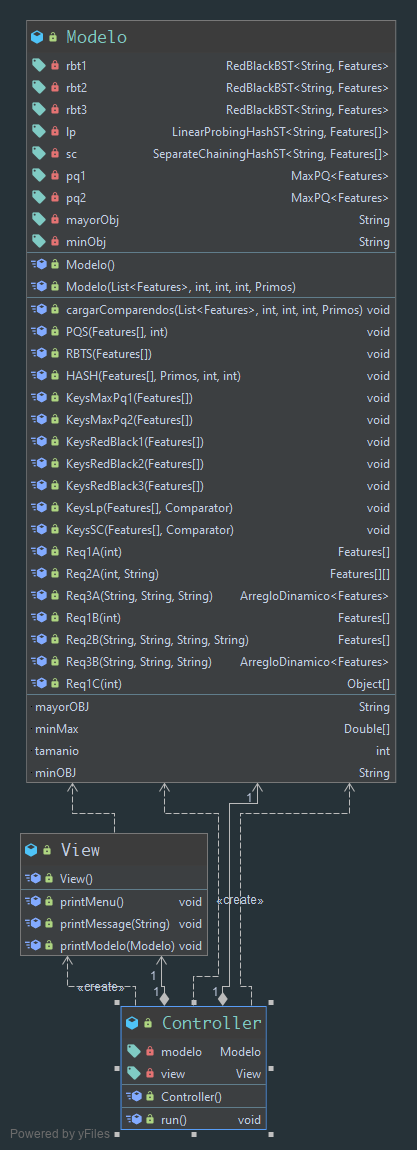 Modelo
rbt1 RedBlackBST<String, Features>
rbt2 RedBlackBST<String, Features>
rbt3 RedBlackBST<String, Features>
lp LinearProbingHashST<String, Features[]>
sc SeparateChainingHashST<String, Features[]>
pq1 MaxPQ<Features>
pq2 MaxPQ<Features>
mayorObj String
minObj String
Modelo()
Modelo(List<Features>, int, int, int, Primos)
cargarComparendos(List<Features>, int, int, int, Primos) void
PQS(Features[], int) void
RBTS(Features[]) void
HASH(Features[], Primos, int, int) void
KeysMaxPq1(Features[]) void
KeysMaxPq2(Features[]) void
KeysRedBlack1(Features[]) void
KeysRedBlack2(Features[]) void
KeysRedBlack3(Features[]) void
KeysLp(Features[], Comparator) void
KeysSC(Features[], Comparator) void
Req1A(int) Features[]
Req2A(int, String) Features[][]
Req3A(String, String, String) ArregloDinamico<Features>
Req1B(int) Features[]
Req2B(String, String, String, String) Features[]
Req3B(String, String, String) ArregloDinamico<Features>
Req1C(int) Object[]
mayorOBJ String
minMax Double[]
tamanio int
minOBJ String
1
View
View()
printMenu() void
printMessage(String) void
printModelo(Modelo) void
«create»
1
«create»
1 1
Controller
modelo Modelo
view View
Controller()
run() void
Powered by yFiles